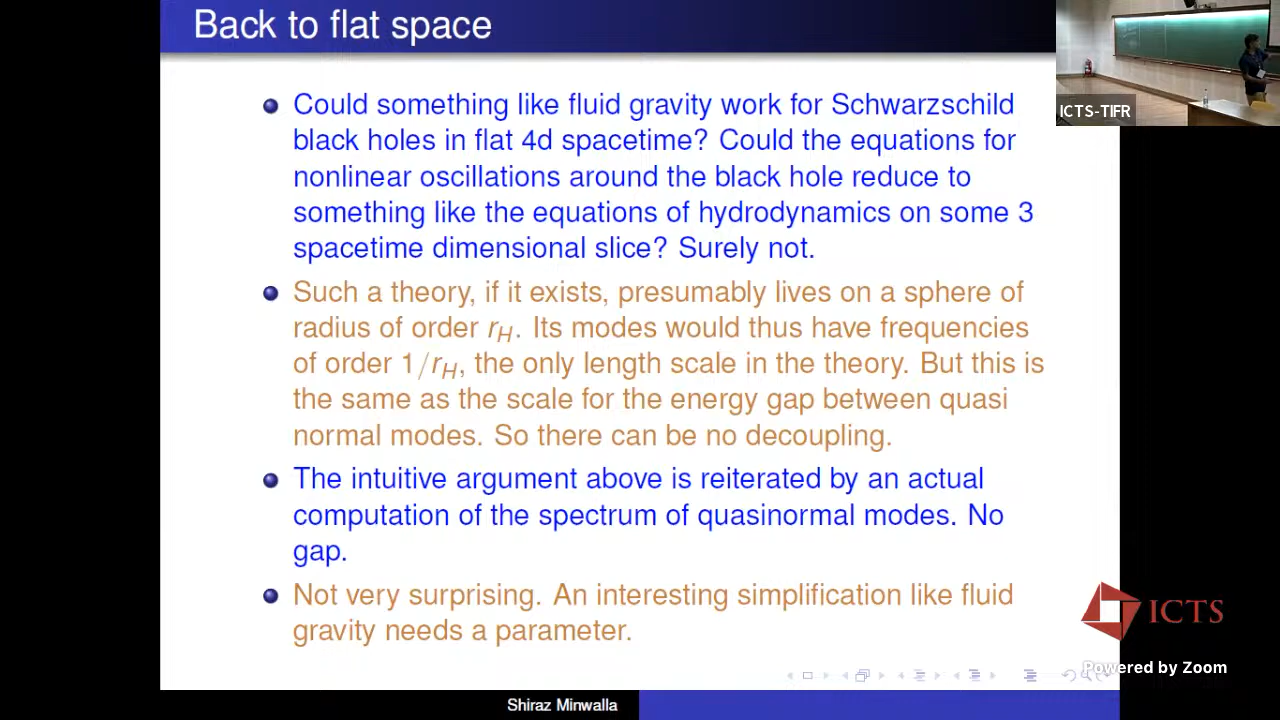 Back to flat space
Could something like fluid gravity work for Schwarzschild
black holes in flat 4d spacetime? Could the equations for
nonlinear oscillations around the black hole reduce to
something like the equations of hydrodynamics on some 3
spacetime dimensional slice? Surely not.
Such a theory, if it exists, presumably lives on a sphere of
radius of order r_H. Its modes would thus have frequencies
of order 1/r_H, the only length scale in the theory. But this is
the same as the scale for the energy gap between quasi
normal modes. So there can be no decoupling.
The intuitive argument above is reiterated by an actual
computation of the spectrum of quasinormal modes. No
gap.
Not very surprising. An interesting simplification like fluid
gravity needs a parameter.
Shiraz Minwalla
ICTS-TIFR
ICTS
Powered by Zoom